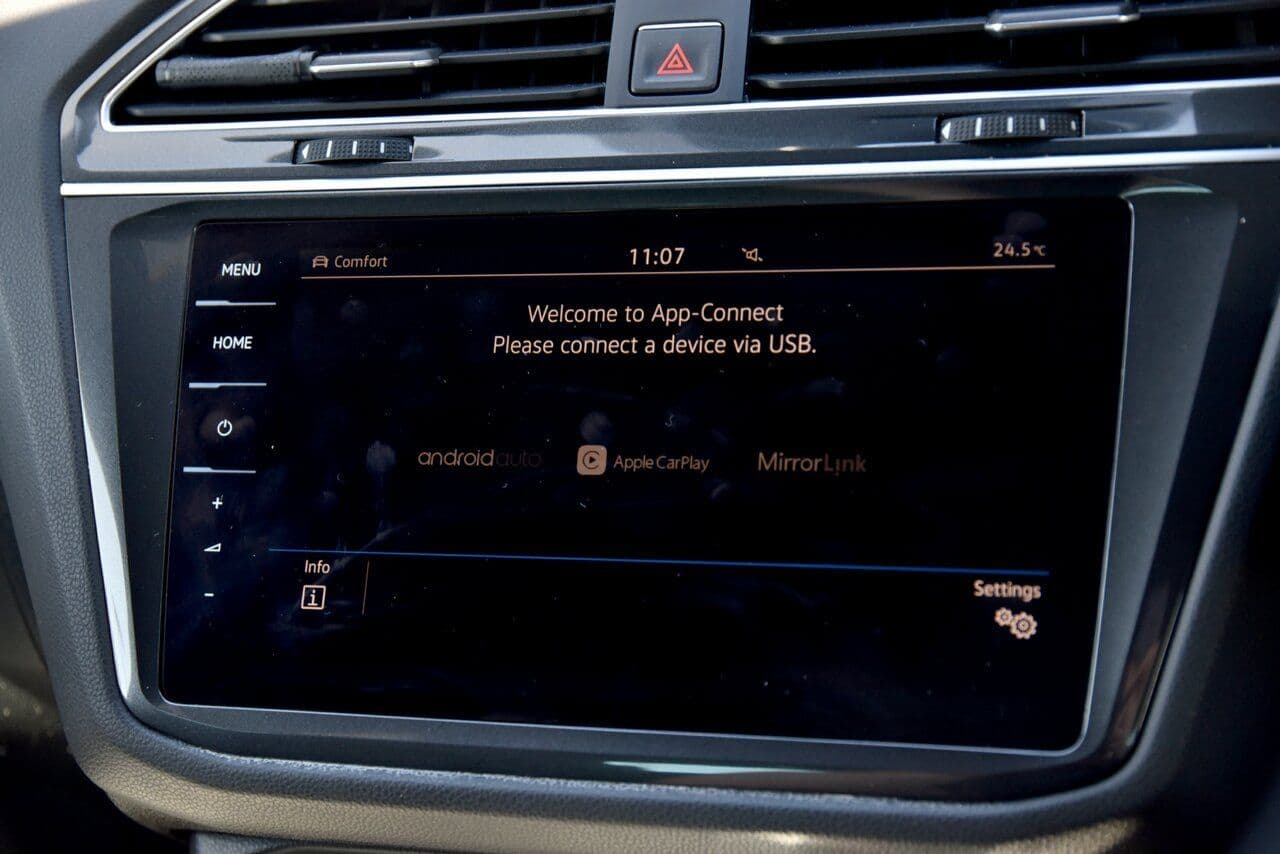 MENU
Comfort
11:07
24.5°C
HOME
Welcome to App-Connect
Please connect a device via USB.
androidauto
Apple CarPlay
MirrorLink
+
-
Info
i
Settings